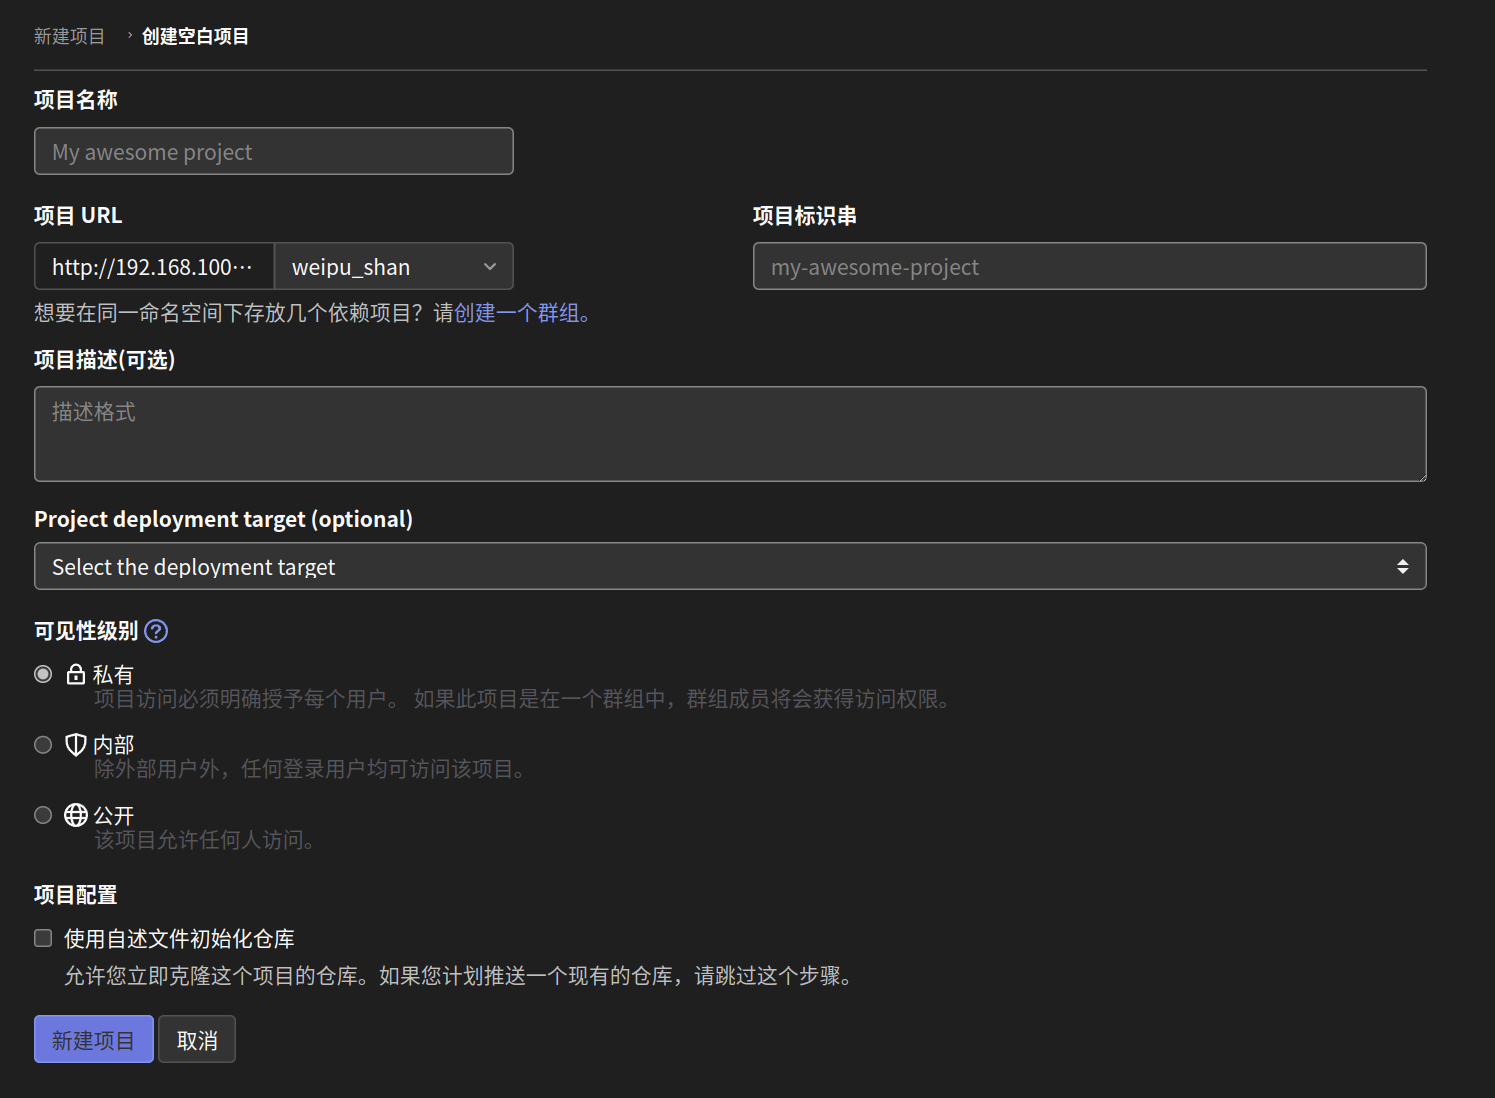 新建项目 › 创建空白项目
项目名称
My awesome project
项目 URL
项目标识串
http://192.168.100··· weipu_shan
my-awesome-project
想要在同一命名空间下存放几个依赖项目？请创建一个群组。
项目描述(可选)
描述格式
Project deployment target (optional)
Select the deployment target
可见性级别
私有
项目访问必须明确授予每个用户。 如果此项目是在一个群组中，群组成员将会获得访问权限。
内部
除外部用户外，任何登录用户均可访问该项目。
公开
该项目允许任何人访问。
项目配置
使用自述文件初始化仓库
允许您立即克隆这个项目的仓库。如果您计划推送一个现有的仓库，请跳过这个步骤。
新建项目 取消